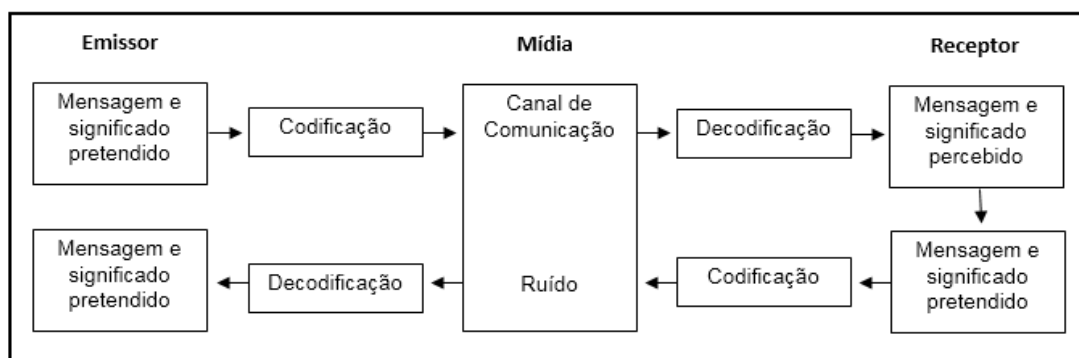 Emissor
Mídia
Receptor
Mensagem e
significado
pretendido
Codificação
Canal de
Comunicação
Decodificação
Mensagem e
significado
percebido
Mensagem e
significado
pretendido
Decodificação
Ruído
Codificação
Mensagem e
significado
pretendido